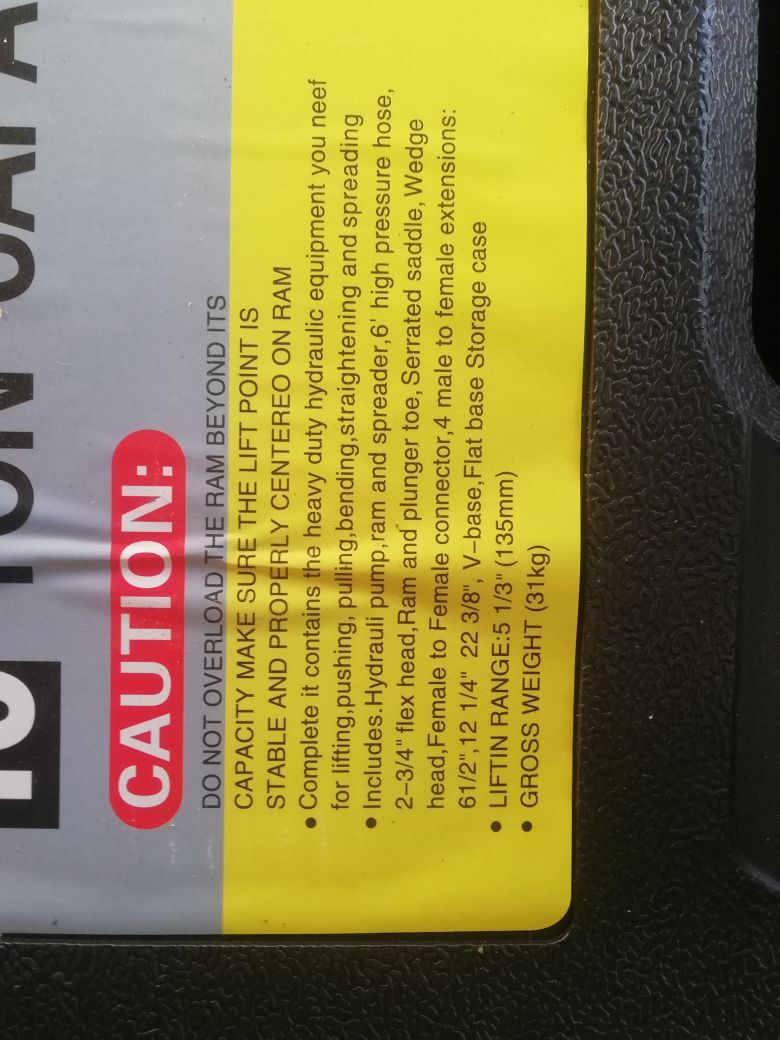 10 TON CAPA
CAUTION:
DO NOT OVERLOAD THE RAM BEYOND ITS
CAPACITY MAKE SURE THE LIFT POINT IS
STABLE AND PROPERLY CENTEREO ON RAM
• Complete it contains the heavy duty hydraulic equipment you neef
for lifting,pushing, pulling,bending,straightening and spreading
• Includes.Hydrauli pump,ram and spreader,6' high pressure hose,
2-3/4" flex head,Ram and plunger toe, Serrated saddle, Wedge
head,Female to Female connector,4 male to female extensions:
61/2",12 1/4" 22 3/8", V-base,Flat base Storage case
• LIFTIN RANGE:5 1/3" (135mm)
• GROSS WEIGHT (31kg)